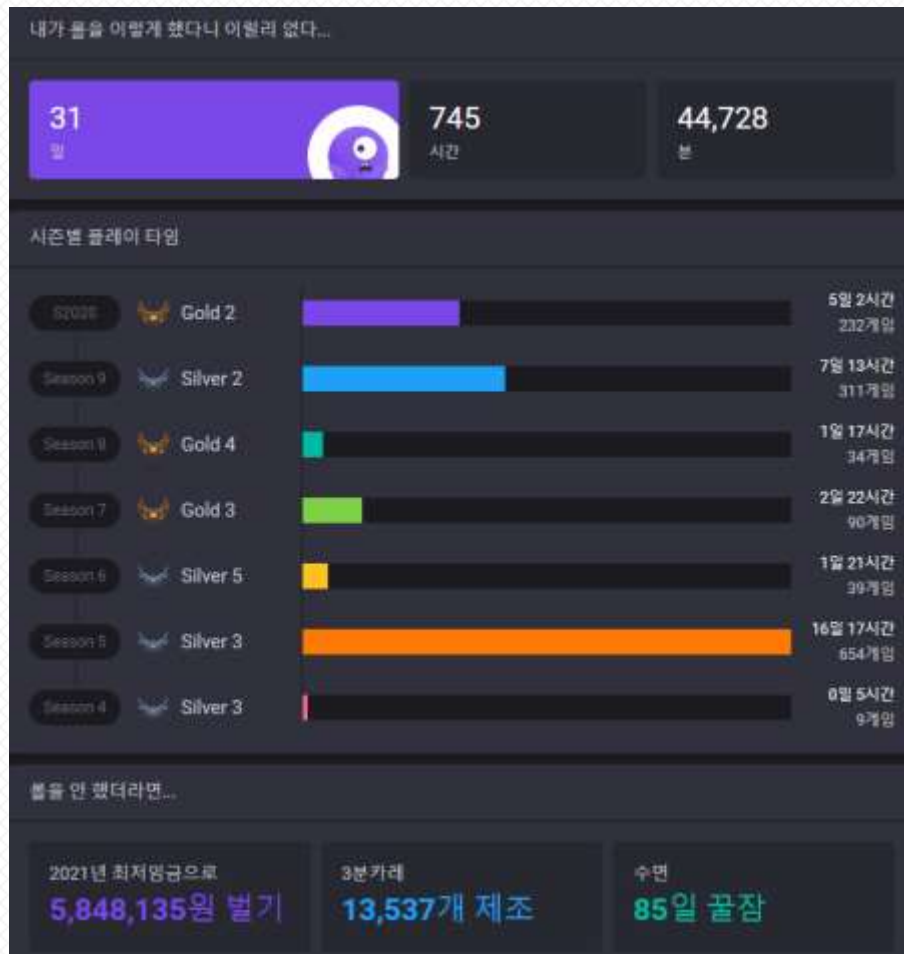 내가 롤을 이렇게 했다니 이럴리 없다...
31
일
745
시간
44,728
분
시즌별 플레이 타임
S2020
Gold 2
5일 2시간
232게임
Season 9
Silver 2
7일 13시간
311게임
Season 8
Gold 4
1일 17시간
34게임
Season 7
Gold 3
2일 22시간
90게임
Season 6
Silver 5
1일 21시간
39게임
Season 5
Silver 3
16일 17시간
654게임
Season 4
Silver 3
0일 5시간
9게임
롤을 안 했더라면...
2021년 최저임금으로
5,848,135원 벌기
3분카레
13,537개 제조
수면
85일 꿀잠